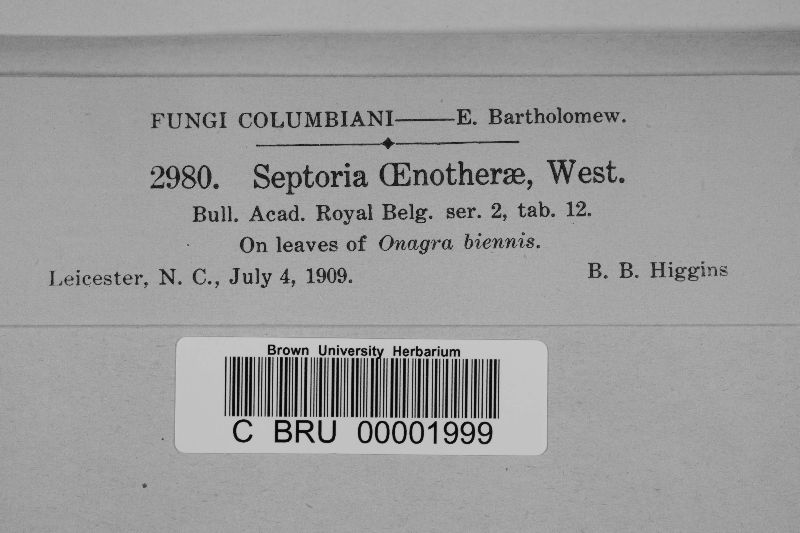 FUNGI COLUMBIANI——E. Bartholomew.
2980. Septoria Œnotheræ, West.
Bull. Acad. Royal Belg. ser. 2, tab. 12.
On leaves of Onagra biennis.
Leicester, N. C., July 4, 1909. B. B. Higgins
Brown University Herbarium
C BRU 00001999